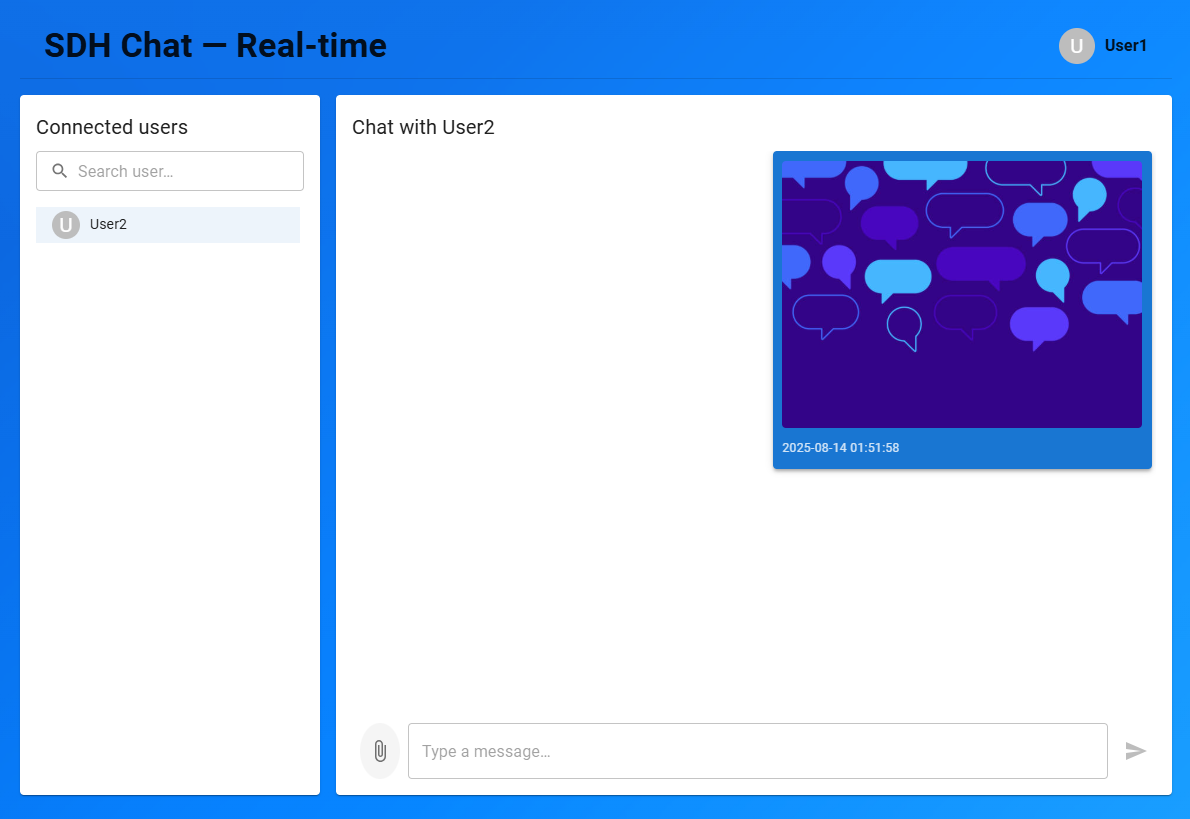 SDH Chat — Real-time
U
User1
Connected users
Search user…
U
User2
Chat with User2
2025-08-14 01:51:58
Type a message…